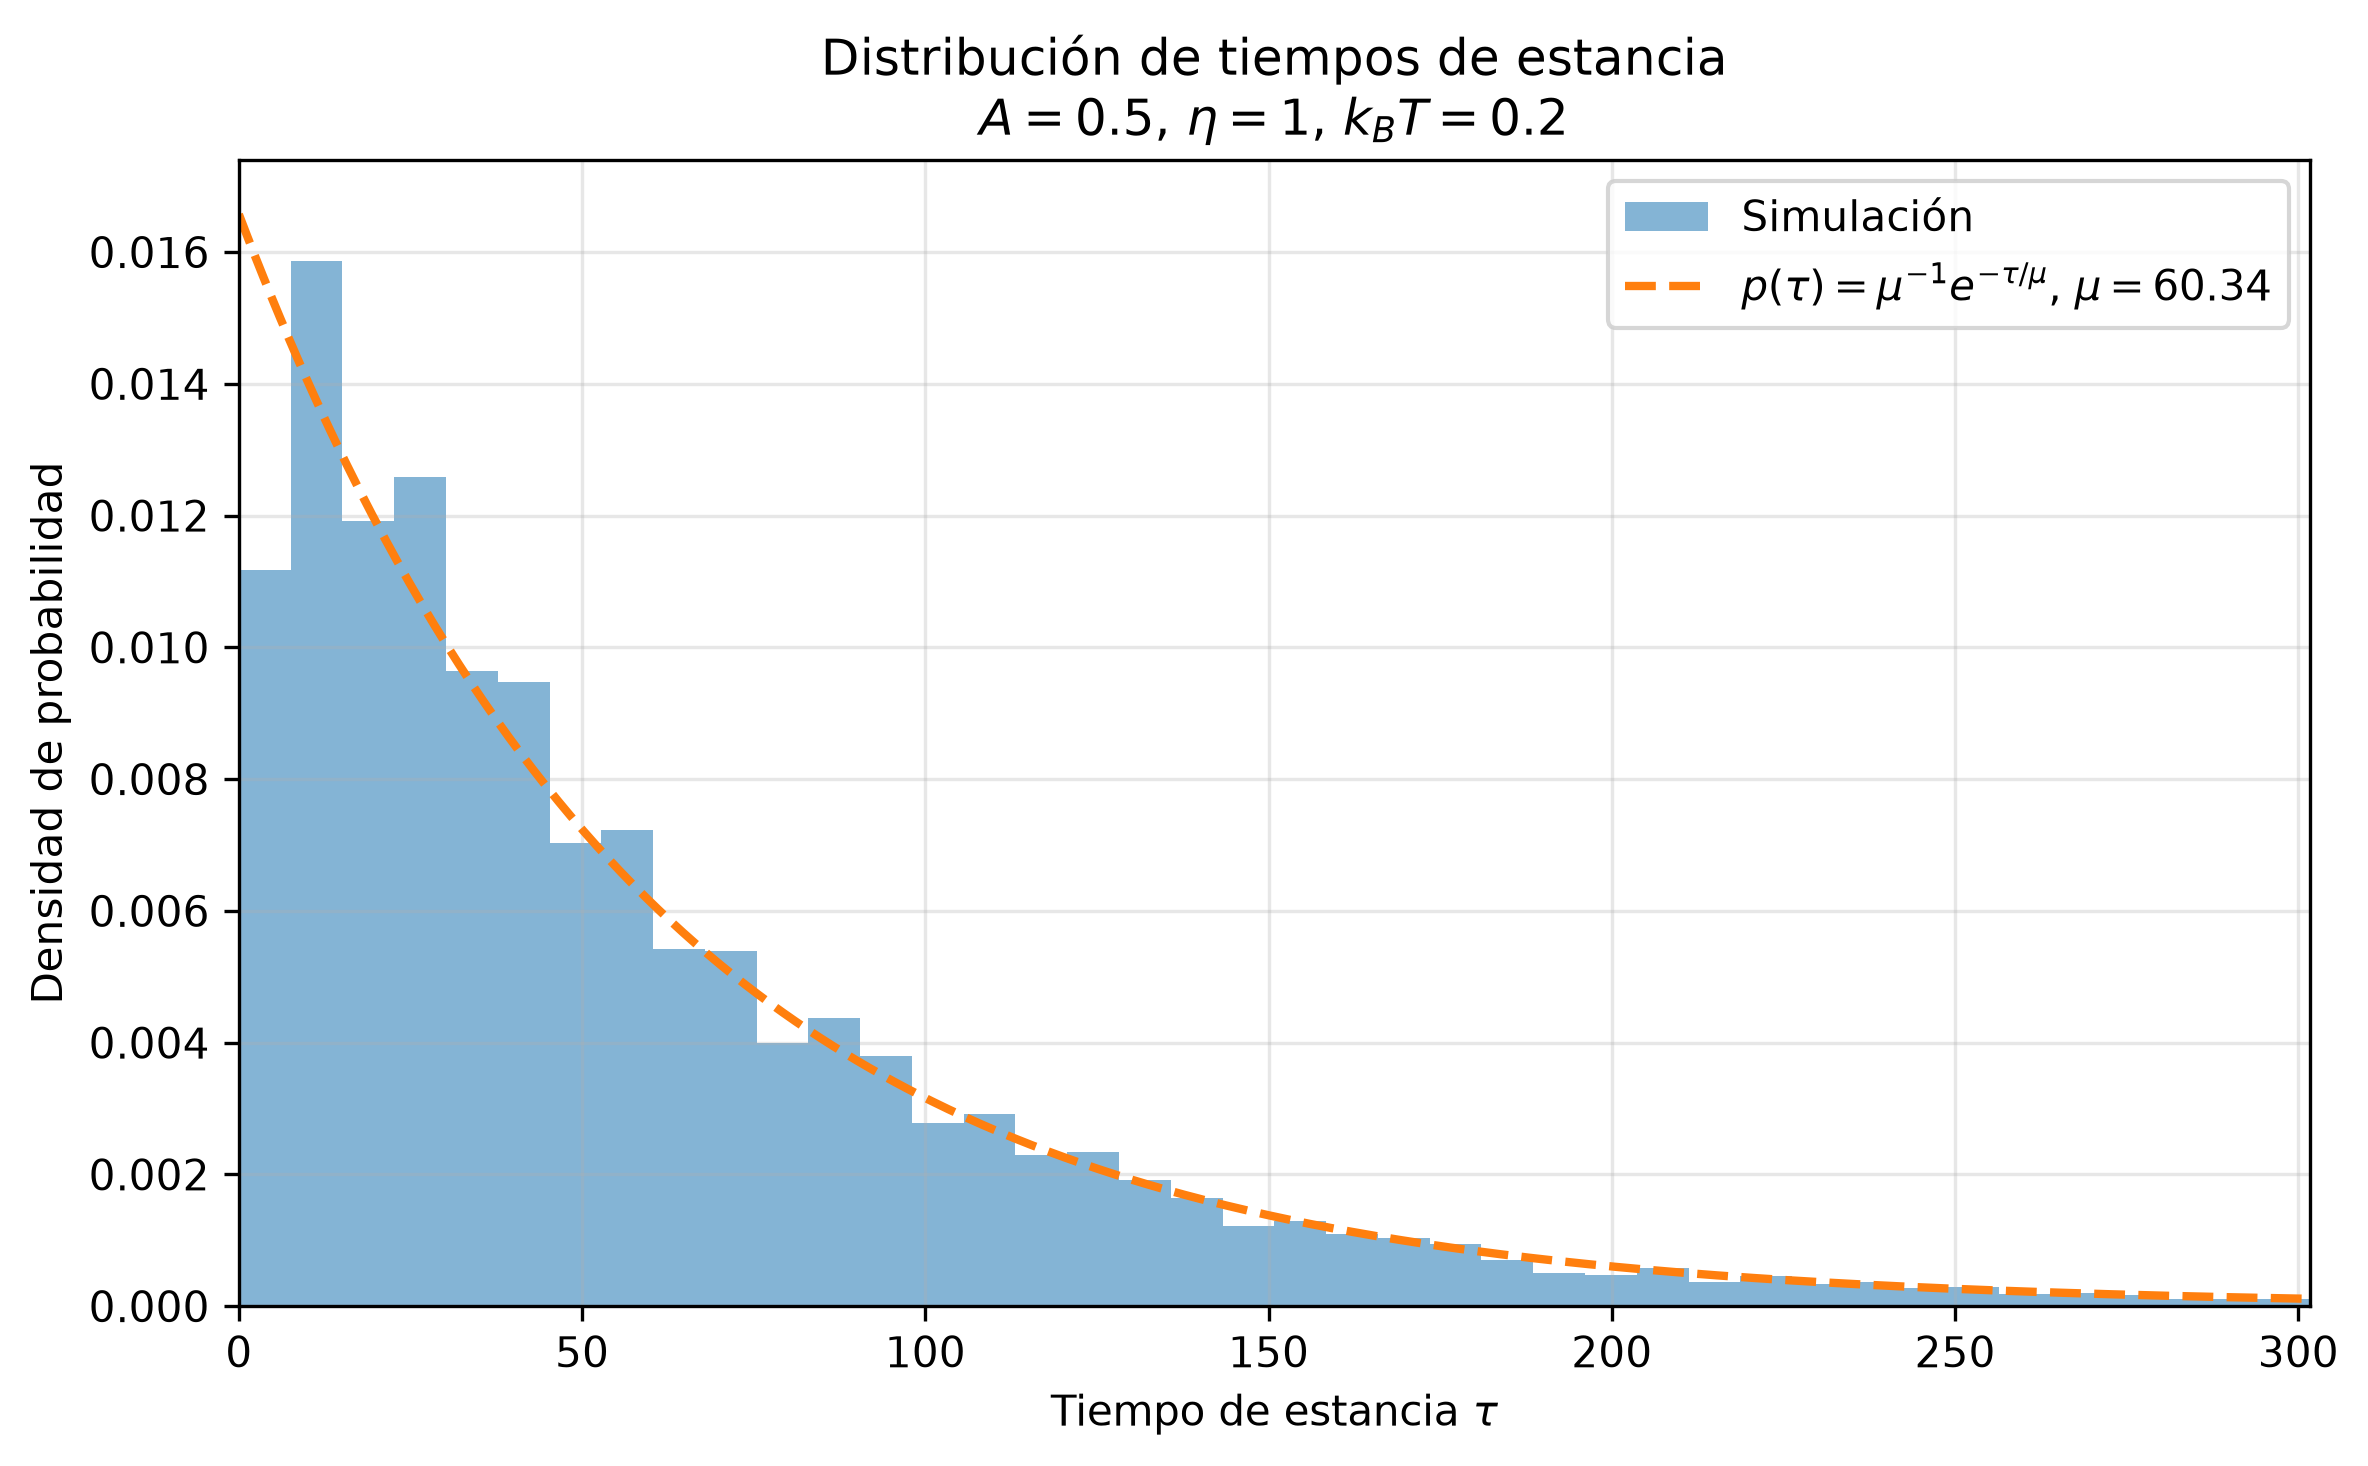 Distribución de tiempos de estancia
A = 0.5, η = 1, k_BT = 0.2
Simulación
p(τ) = μ⁻¹e^{−τ/μ}, μ = 60.34
Densidad de probabilidad
0.016
0.014
0.012
0.010
0.008
0.006
0.004
0.002
0.000
0 50 100 150 200 250 300
Tiempo de estancia τ